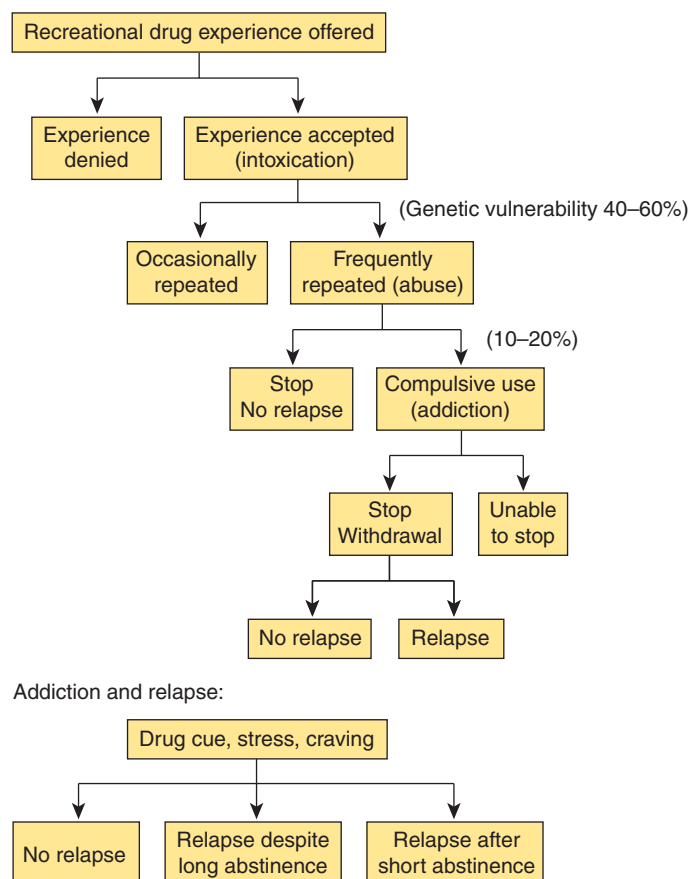 Recreational drug experience offered
Experience
denied
Experience accepted
(intoxication)
(Genetic vulnerability 40–60%)
Occasionally
repeated
Frequently
repeated (abuse)
(10–20%)
Stop
No relapse
Compulsive use
(addiction)
Stop
Withdrawal
Unable
to stop
No relapse
Relapse
Addiction and relapse:
Drug cue, stress, craving
No relapse
Relapse despite
long abstinence
Relapse after
short abstinence